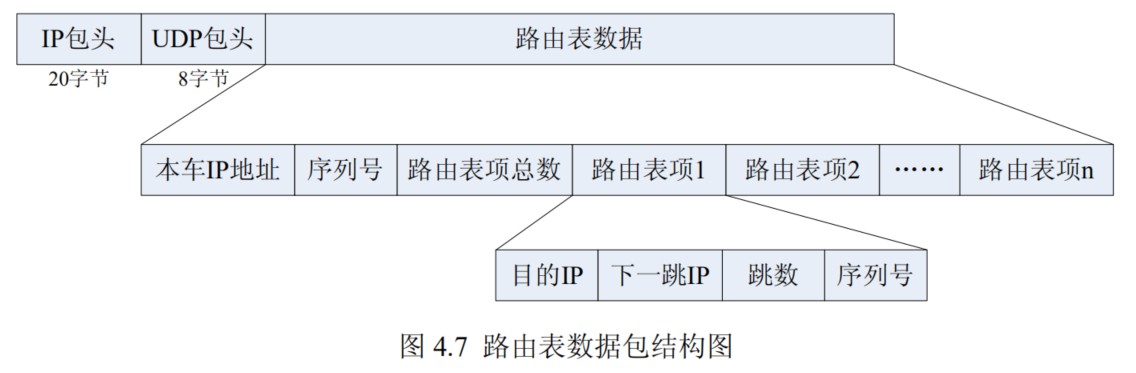 IP包头 UDP包头 路由表数据
20字节 8字节
本车IP地址 序列号 路由表项总数 路由表项1 路由表项2 …… 路由表项n
目的IP 下一跳IP 跳数 序列号
图 4.7 路由表数据包结构图